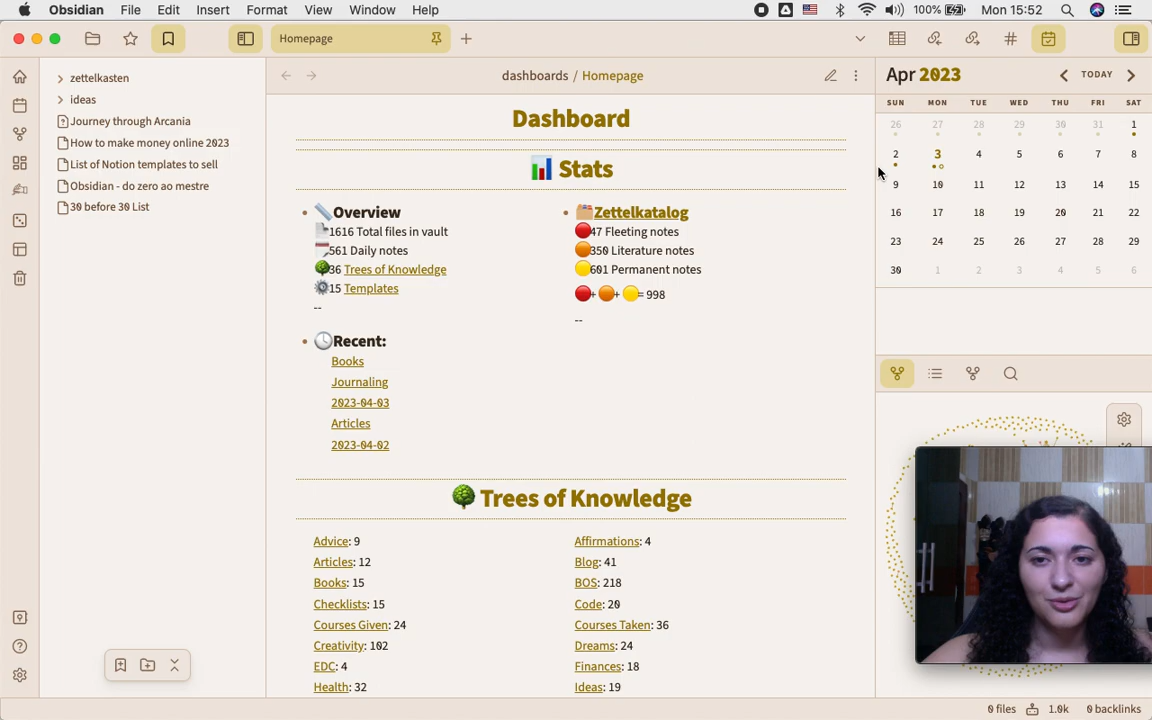 Obsidian File Edit Insert Format View Window Help 100% Mon 15:52
Homepage
zettelkasten
ideas
Journey through Arcania
How to make money online 2023
List of Notion templates to sell
Obsidian - do zero ao mestre
30 before 30 List
dashboards / Homepage
Dashboard
Stats
Overview
1616 Total files in vault
561 Daily notes
36 Trees of Knowledge
15 Templates
--
Zettelkatalog
47 Fleeting notes
350 Literature notes
601 Permanent notes
+ + = 998
--
Recent:
Books
Journaling
2023-04-03
Articles
2023-04-02
Trees of Knowledge
Advice: 9
Articles: 12
Books: 15
Checklists: 15
Courses Given: 24
Creativity: 102
EDC: 4
Health: 32
Affirmations: 4
Blog: 41
BOS: 218
Code: 20
Courses Taken: 36
Dreams: 24
Finances: 18
Ideas: 19
Apr 2023 TODAY
SUN MON TUE WED THU FRI SAT
26 27 28 29 30 31 1
2 3 4 5 6 7 8
9 10 11 12 13 14 15
16 17 18 19 20 21 22
23 24 25 26 27 28 29
30 1 2 3 4 5 6
0 files 1.0k 0 backlinks